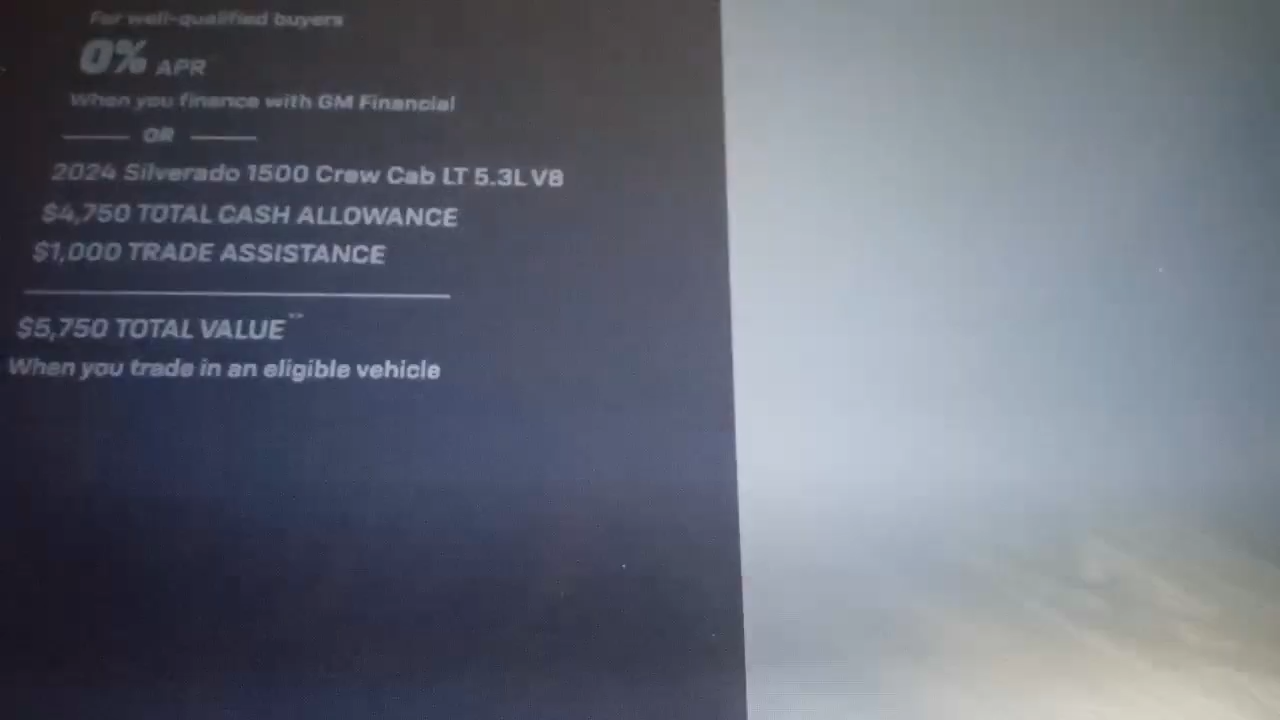 For well-qualified buyers
0% APR
When you finance with GM Financial
OR
2024 Silverado 1500 Crew Cab LT 5.3L V8
$4,750 TOTAL CASH ALLOWANCE
$1,000 TRADE ASSISTANCE
$5,750 TOTAL VALUE
When you trade in an eligible vehicle